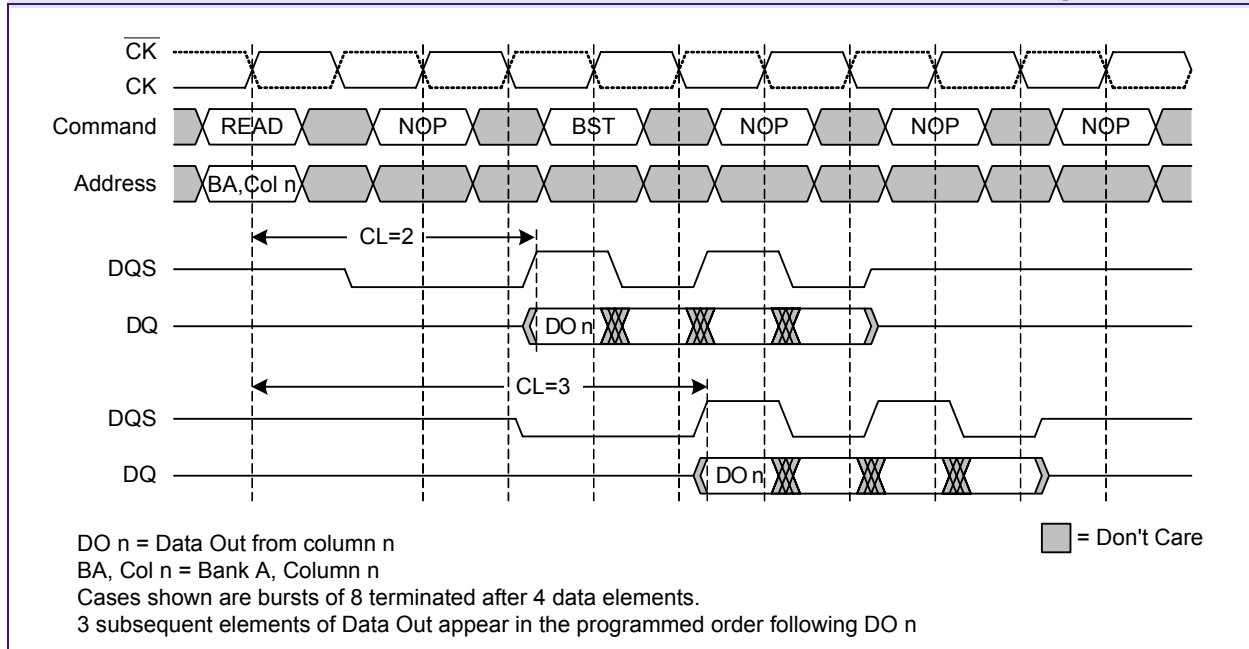 CK
CK
Command READ NOP BST NOP NOP NOP
Address BA,Col n
CL=2
DQS
DQ DO n
CL=3
DQS
DQ DO n
DO n = Data Out from column n
BA, Col n = Bank A, Column n
Cases shown are bursts of 8 terminated after 4 data elements.
3 subsequent elements of Data Out appear in the programmed order following DO n
= Don't Care